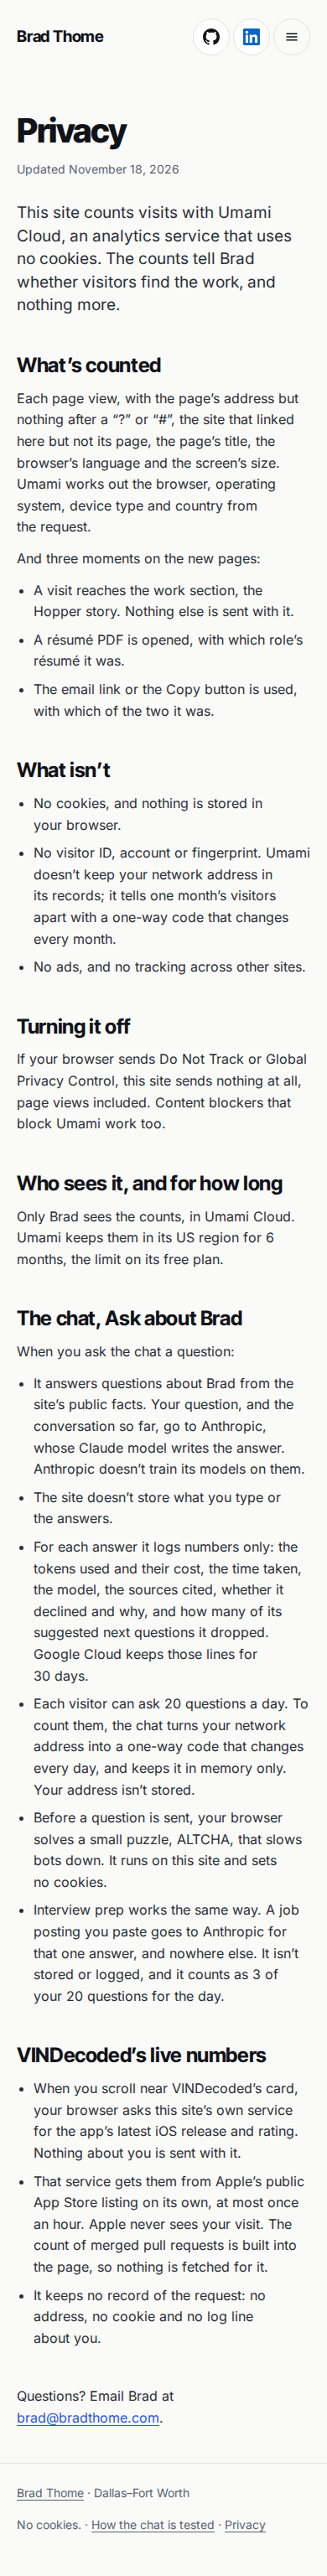 Brad Thome
Privacy
Updated November 18, 2026
This site counts visits with Umami
Cloud, an analytics service that uses
no cookies. The counts tell Brad
whether visitors find the work, and
nothing more.
What’s counted
Each page view, with the page’s address but
nothing after a “?” or “#”, the site that linked
here but not its page, the page’s title, the
browser’s language and the screen’s size.
Umami works out the browser, operating
system, device type and country from
the request.
And three moments on the new pages:
• A visit reaches the work section, the
Hopper story. Nothing else is sent with it.
• A résumé PDF is opened, with which role’s
résumé it was.
• The email link or the Copy button is used,
with which of the two it was.
What isn’t
• No cookies, and nothing is stored in
your browser.
• No visitor ID, account or fingerprint. Umami
doesn’t keep your network address in
its records; it tells one month’s visitors
apart with a one-way code that changes
every month.
• No ads, and no tracking across other sites.
Turning it off
If your browser sends Do Not Track or Global
Privacy Control, this site sends nothing at all,
page views included. Content blockers that
block Umami work too.
Who sees it, and for how long
Only Brad sees the counts, in Umami Cloud.
Umami keeps them in its US region for 6
months, the limit on its free plan.
The chat, Ask about Brad
When you ask the chat a question:
• It answers questions about Brad from the
site’s public facts. Your question, and the
conversation so far, go to Anthropic,
whose Claude model writes the answer.
Anthropic doesn’t train its models on them.
• The site doesn’t store what you type or
the answers.
• For each answer it logs numbers only: the
tokens used and their cost, the time taken,
the model, the sources cited, whether it
declined and why, and how many of its
suggested next questions it dropped.
Google Cloud keeps those lines for
30 days.
• Each visitor can ask 20 questions a day. To
count them, the chat turns your network
address into a one-way code that changes
every day, and keeps it in memory only.
Your address isn’t stored.
• Before a question is sent, your browser
solves a small puzzle, ALTCHA, that slows
bots down. It runs on this site and sets
no cookies.
• Interview prep works the same way. A job
posting you paste goes to Anthropic for
that one answer, and nowhere else. It isn’t
stored or logged, and it counts as 3 of
your 20 questions for the day.
VINDecoded’s live numbers
• When you scroll near VINDecoded’s card,
your browser asks this site’s own service
for the app’s latest iOS release and rating.
Nothing about you is sent with it.
• That service gets them from Apple’s public
App Store listing on its own, at most once
an hour. Apple never sees your visit. The
count of merged pull requests is built into
the page, so nothing is fetched for it.
• It keeps no record of the request: no
address, no cookie and no log line
about you.
Questions? Email Brad at
brad@bradthome.com.
Brad Thome · Dallas–Fort Worth
No cookies. · How the chat is tested · Privacy